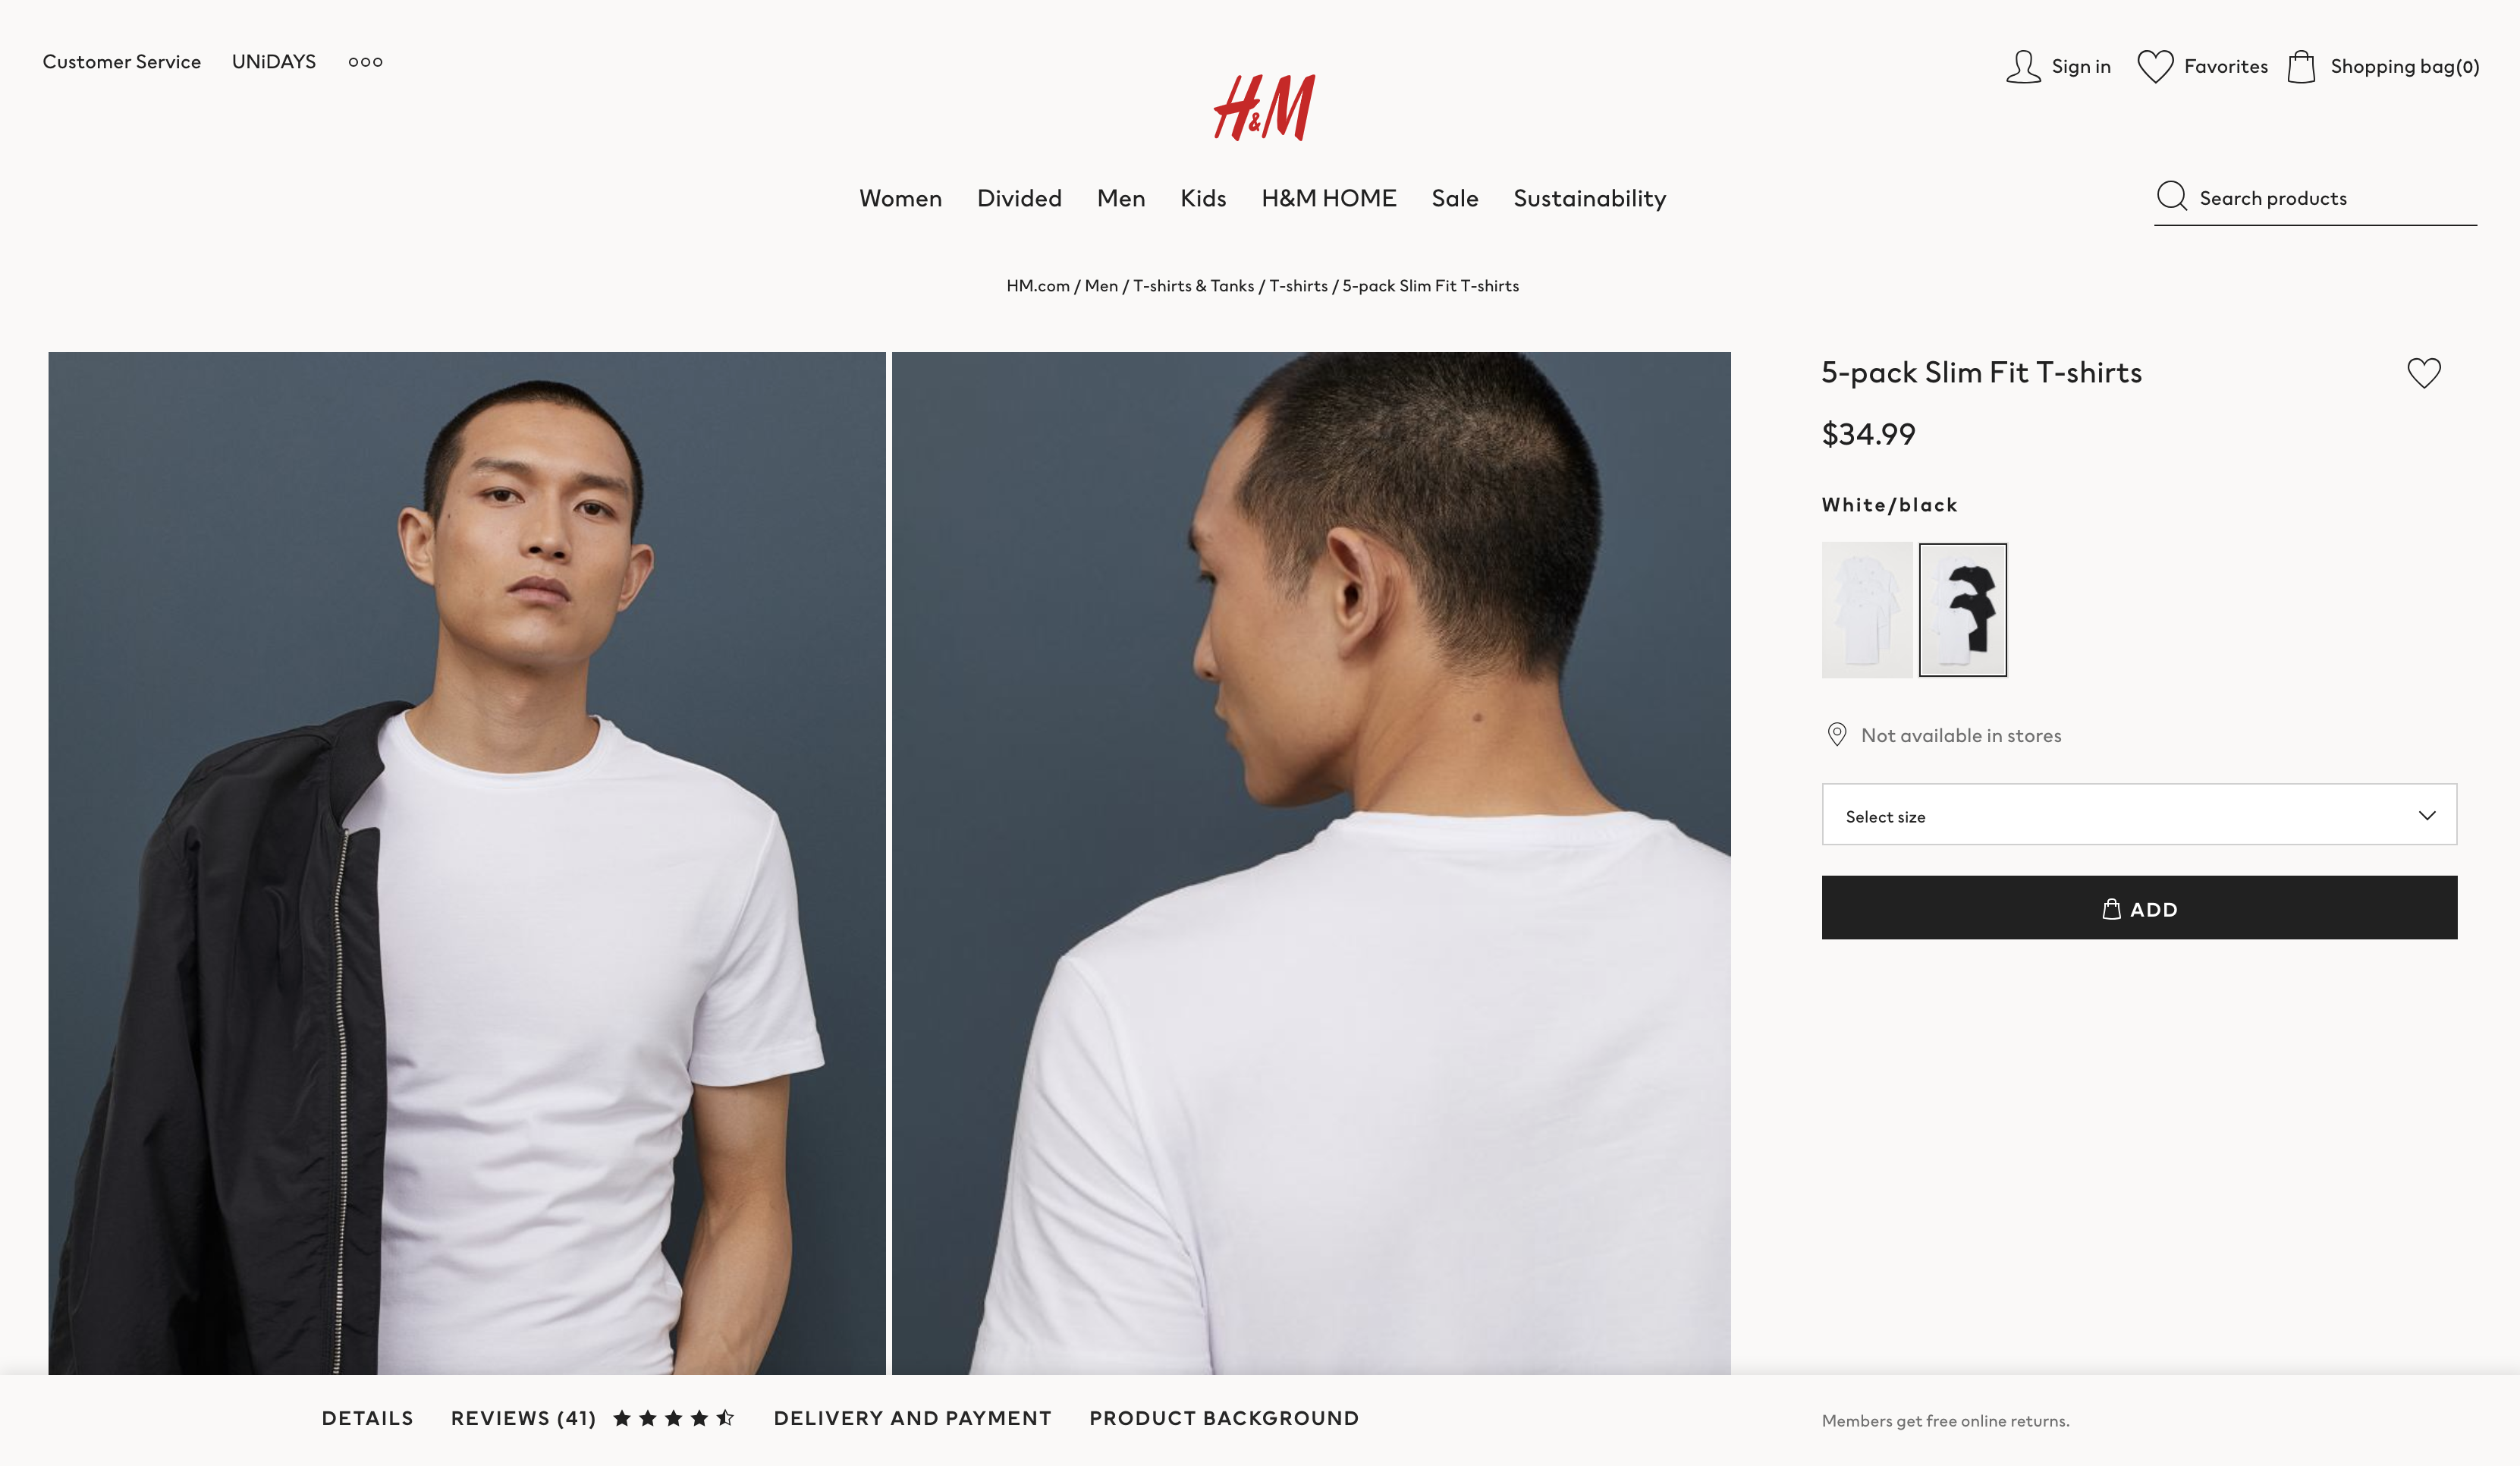 Customer Service UNiDAYS
Sign in Favorites Shopping bag(0)
H&M
Women Divided Men Kids H&M HOME Sale Sustainability
Search products
HM.com / Men / T-shirts & Tanks / T-shirts / 5-pack Slim Fit T-shirts
5-pack Slim Fit T-shirts
$34.99
White/black
Not available in stores
Select size
ADD
DETAILS REVIEWS (41) DELIVERY AND PAYMENT PRODUCT BACKGROUND
Members get free online returns.